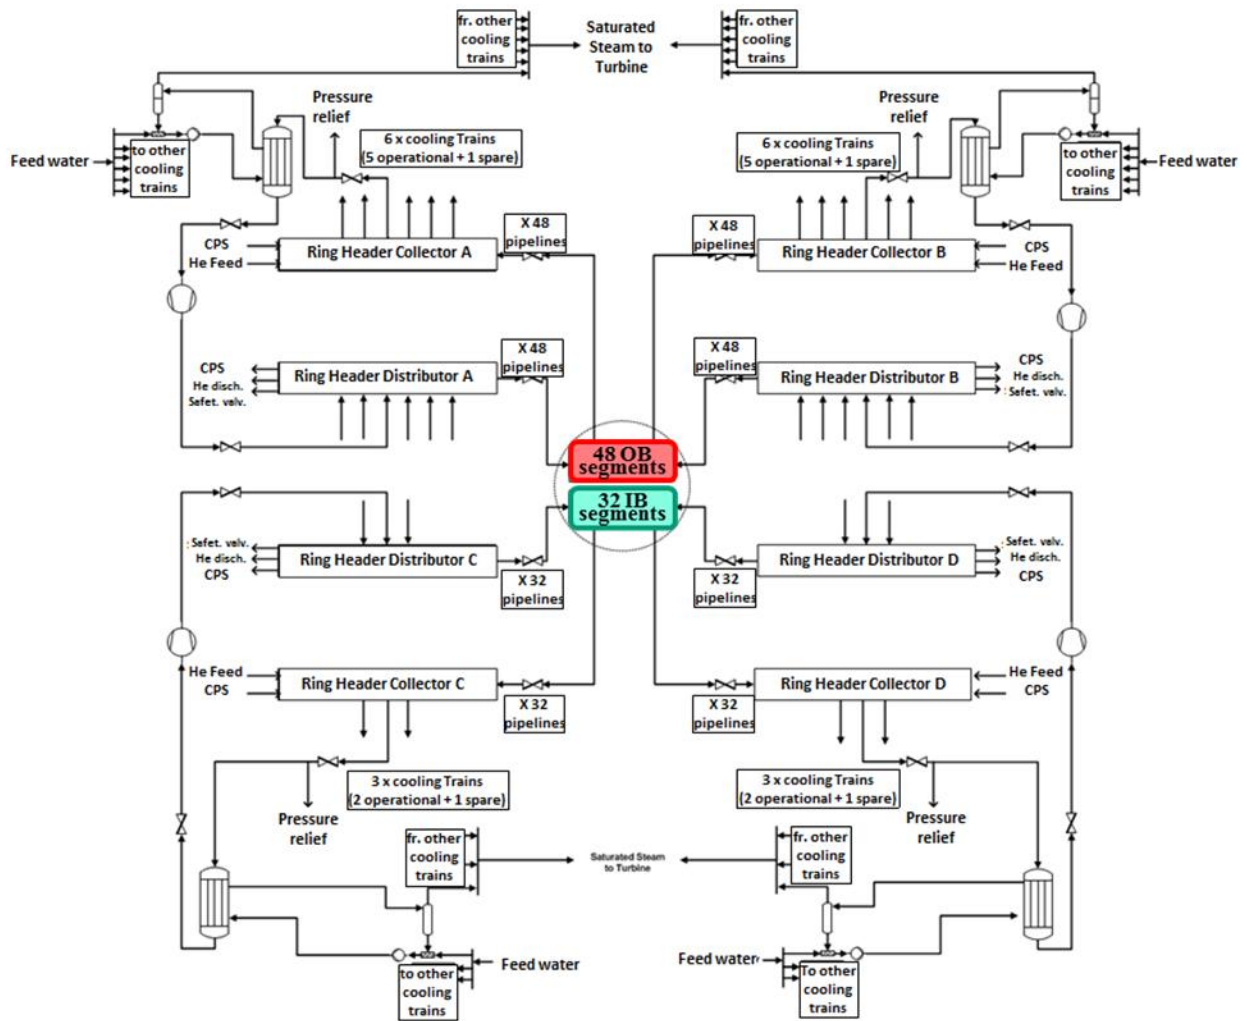 fr. other
cooling
trains
Saturated
Steam to
Turbine
fr. other
cooling
trains
Pressure
relief
Pressure
relief
6 x cooling Trains
(5 operational + 1 spare)
6 x cooling Trains
(5 operational + 1 spare)
Feed water
to other
cooling
trains
to other
cooling
trains
Feed water
X 48
pipelines
X 48
pipelines
CPS
He Feed
Ring Header Collector A
Ring Header Collector B
CPS
He Feed
X 48
pipelines
X 48
pipelines
CPS
He disch.
Safet. valv.
Ring Header Distributor A
Ring Header Distributor B
CPS
He disch.
Safet. valv.
48 OB
segments
32 IB
segments
Safet. valv.
He disch.
CPS
Ring Header Distributor C
Ring Header Distributor D
Safet. valv.
He disch.
CPS
X 32
pipelines
X 32
pipelines
He Feed
CPS
Ring Header Collector C
Ring Header Collector D
He Feed
CPS
X 32
pipelines
X 32
pipelines
3 x cooling Trains
(2 operational + 1 spare)
3 x cooling Trains
(2 operational + 1 spare)
Pressure
relief
Pressure
relief
fr. other
cooling
trains
Saturated Steam
to Turbine
fr. other
cooling
trains
Feed water
Feed water
to other
cooling
trains
To other
cooling
trains